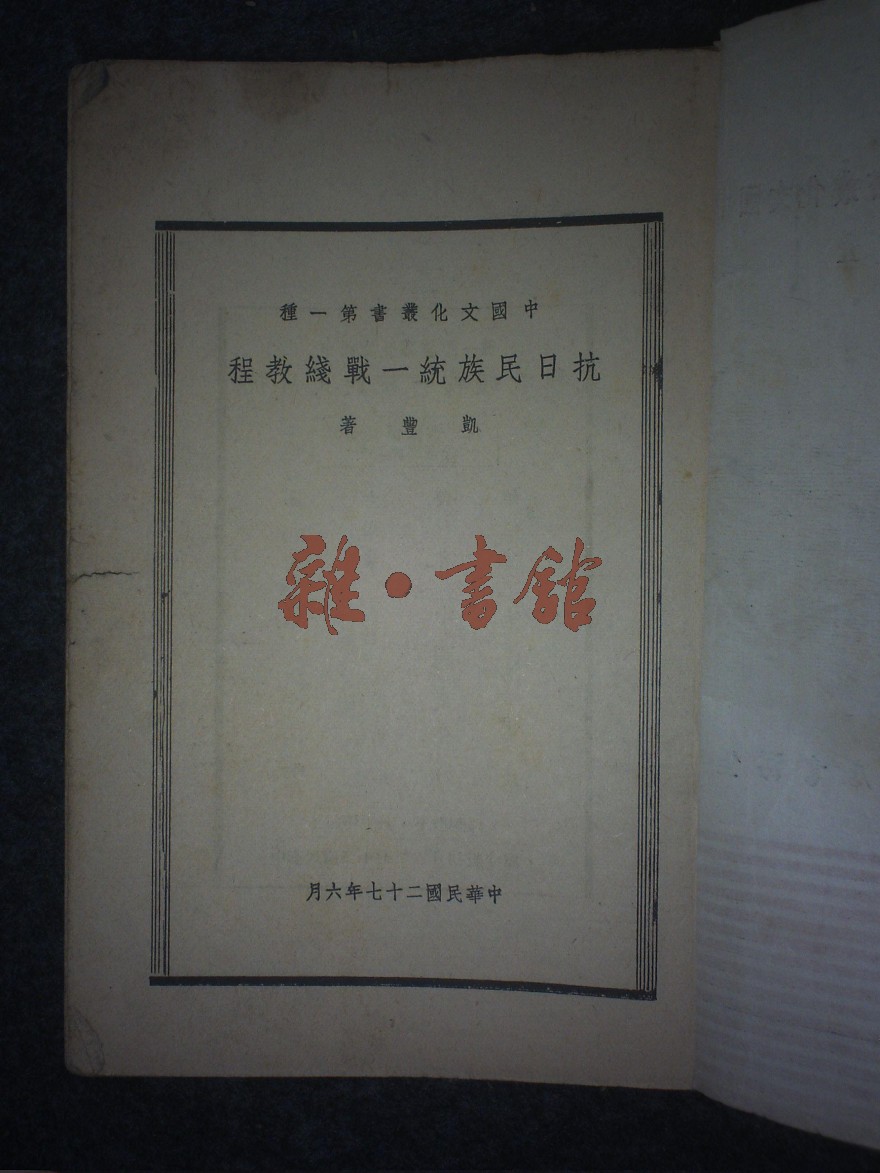 中國文化叢書第一種
抗日民族統一戰綫教程
凱豐著
雜·書館
中華民國二十七年六月